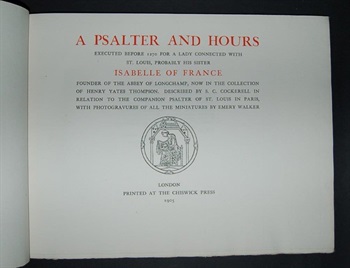 A PSALTER AND HOURS
EXECUTED BEFORE 1270 FOR A LADY CONNECTED WITH
ST. LOUIS, PROBABLY HIS SISTER
ISABELLE OF FRANCE
FOUNDER OF THE ABBEY OF LONGCHAMP, NOW IN THE COLLECTION
OF HENRY YATES THOMPSON. DESCRIBED BY S. C. COCKERELL IN
RELATION TO THE COMPANION PSALTER OF ST. LOUIS IN PARIS,
WITH PHOTOGRAVURES OF ALL THE MINIATURES BY EMERY WALKER
LONDON
PRINTED AT THE CHISWICK PRESS
1905